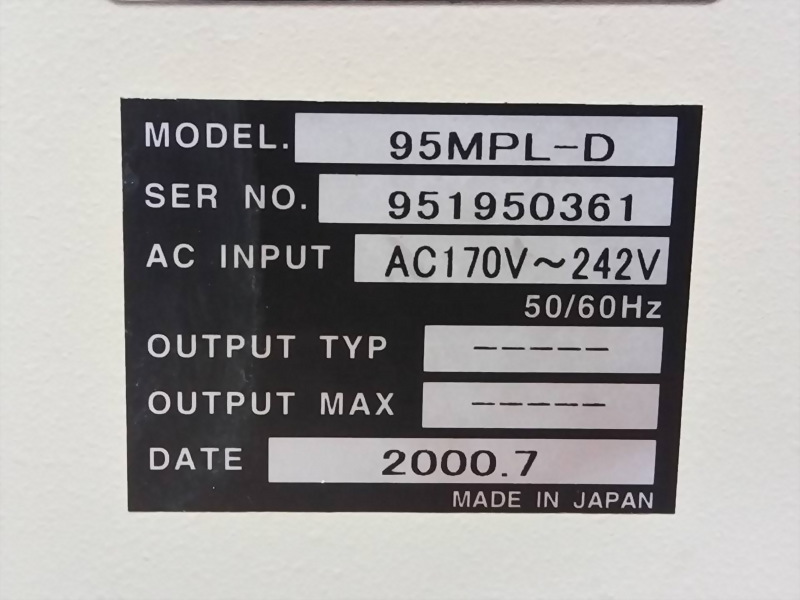 MODEL. 95MPL-D
SER NO. 951950361
AC INPUT AC170V~242V
50/60Hz
OUTPUT TYP -----
OUTPUT MAX -----
DATE 2000.7
MADE IN JAPAN